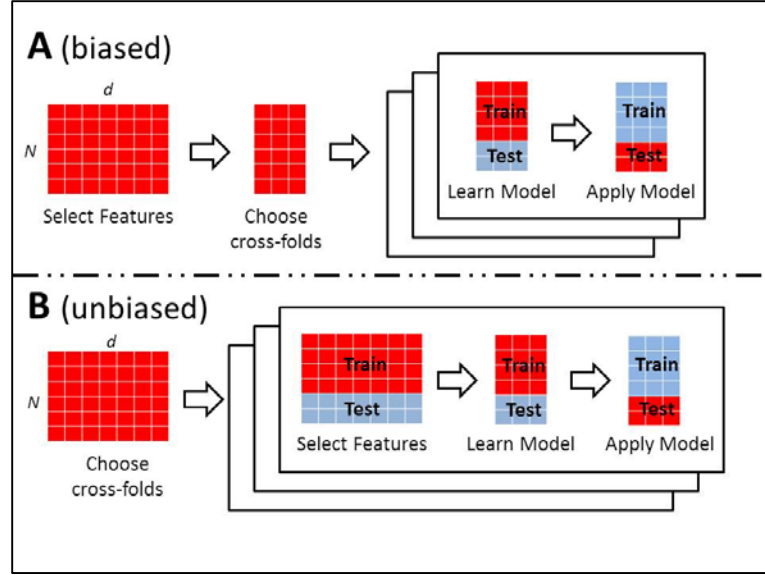 A (biased)
d
N
Select Features
Choose
cross-folds
Train
Test
Learn Model
Train
Test
Apply Model
B (unbiased)
d
N
Choose
cross-folds
Train
Test
Select Features
Train
Test
Learn Model
Train
Test
Apply Model